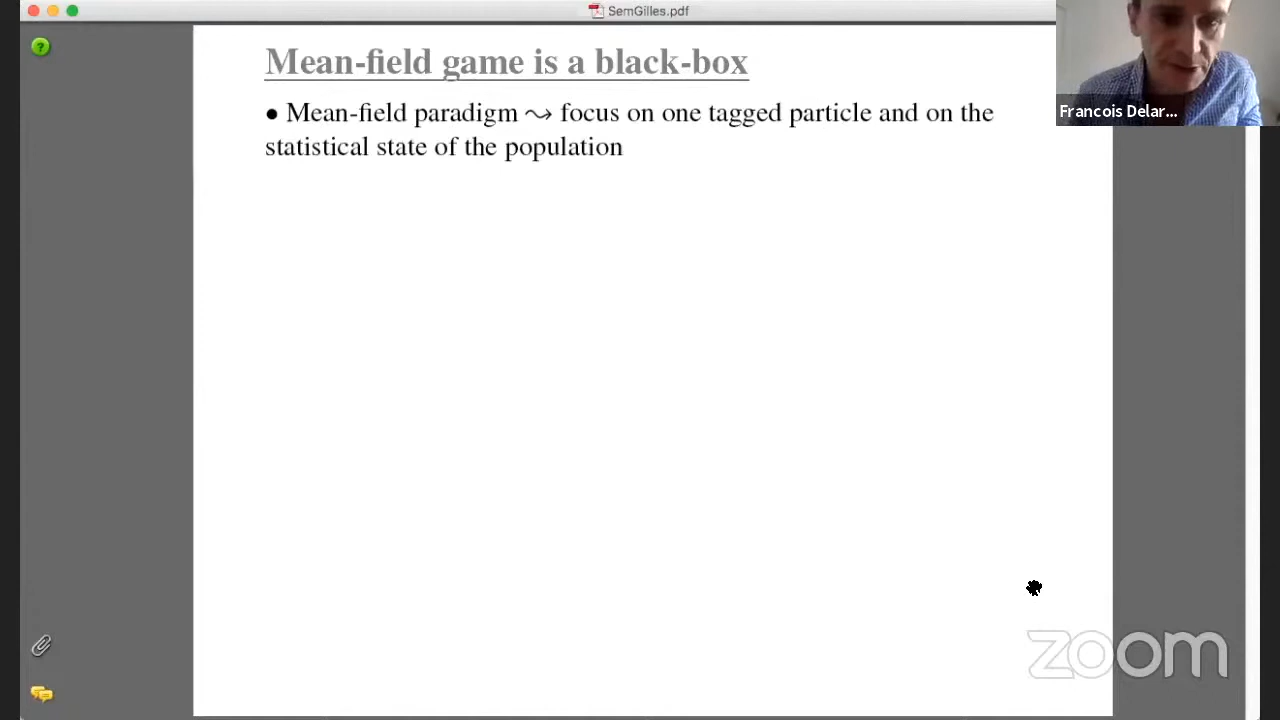 SemGilles.pdf
Mean-field game is a black-box
Francois Delar...
• Mean-field paradigm ⤳ focus on one tagged particle and on the
statistical state of the population
zoom